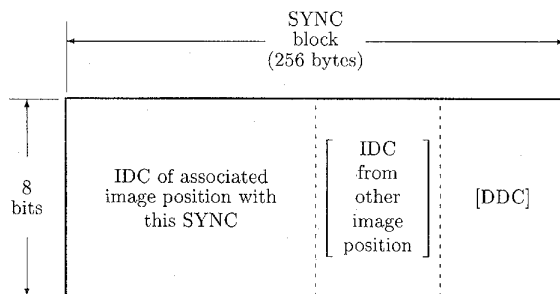 SYNC
block
(256 bytes)
8
bits
IDC of associated
image position with
this SYNC
IDC
from
other
image
position
[DDC]